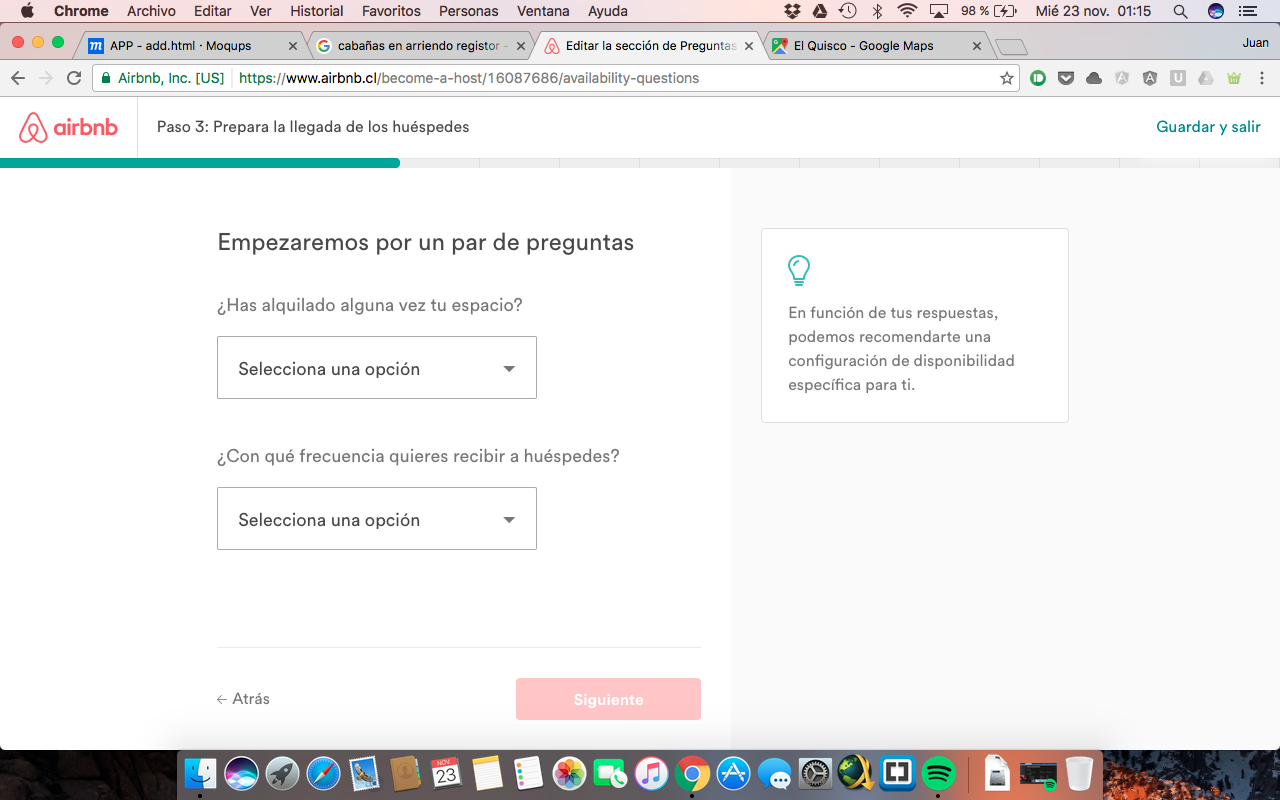 Chrome Archivo Editar Ver Historial Favoritos Personas Ventana Ayuda 98 % Mié 23 nov. 01:15
APP - add.html · Moqups
cabañas en arriendo registor -
Editar la sección de Preguntas
El Quisco - Google Maps
Juan
Airbnb, Inc. [US] https://www.airbnb.cl/become-a-host/16087686/availability-questions
airbnb
Paso 3: Prepara la llegada de los huéspedes
Guardar y salir
Empezaremos por un par de preguntas
¿Has alquilado alguna vez tu espacio?
Selecciona una opción
¿Con qué frecuencia quieres recibir a huéspedes?
Selecciona una opción
En función de tus respuestas,
podemos recomendarte una
configuración de disponibilidad
específica para ti.
← Atrás
Siguiente
NOV
23